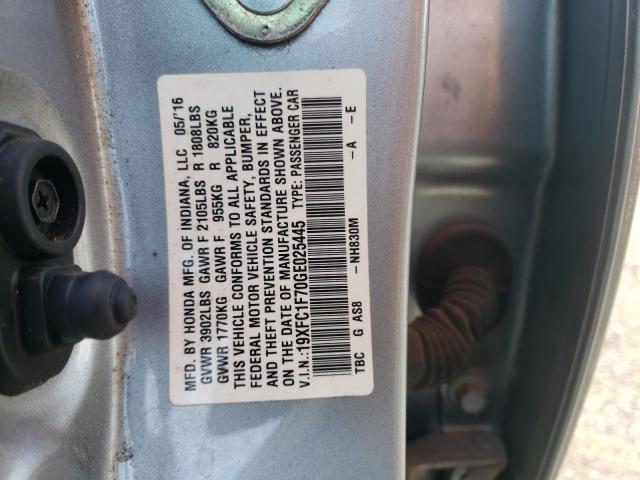 MFD. BY HONDA MFG. OF INDIANA, LLC 05/'16
GVWR 3902LBS GAWR F 2105LBS R 1808LBS
GVWR 1770KG GAWR F 955KG R 820KG
THIS VEHICLE CONFORMS TO ALL APPLICABLE
FEDERAL MOTOR VEHICLE SAFETY, BUMPER,
AND THEFT PREVENTION STANDARDS IN EFFECT
ON THE DATE OF MANUFACTURE SHOWN ABOVE.
V.I.N.: 19XFC1F70GE025445 TYPE: PASSENGER CAR
TBC G AS8 -NH830M -A -E